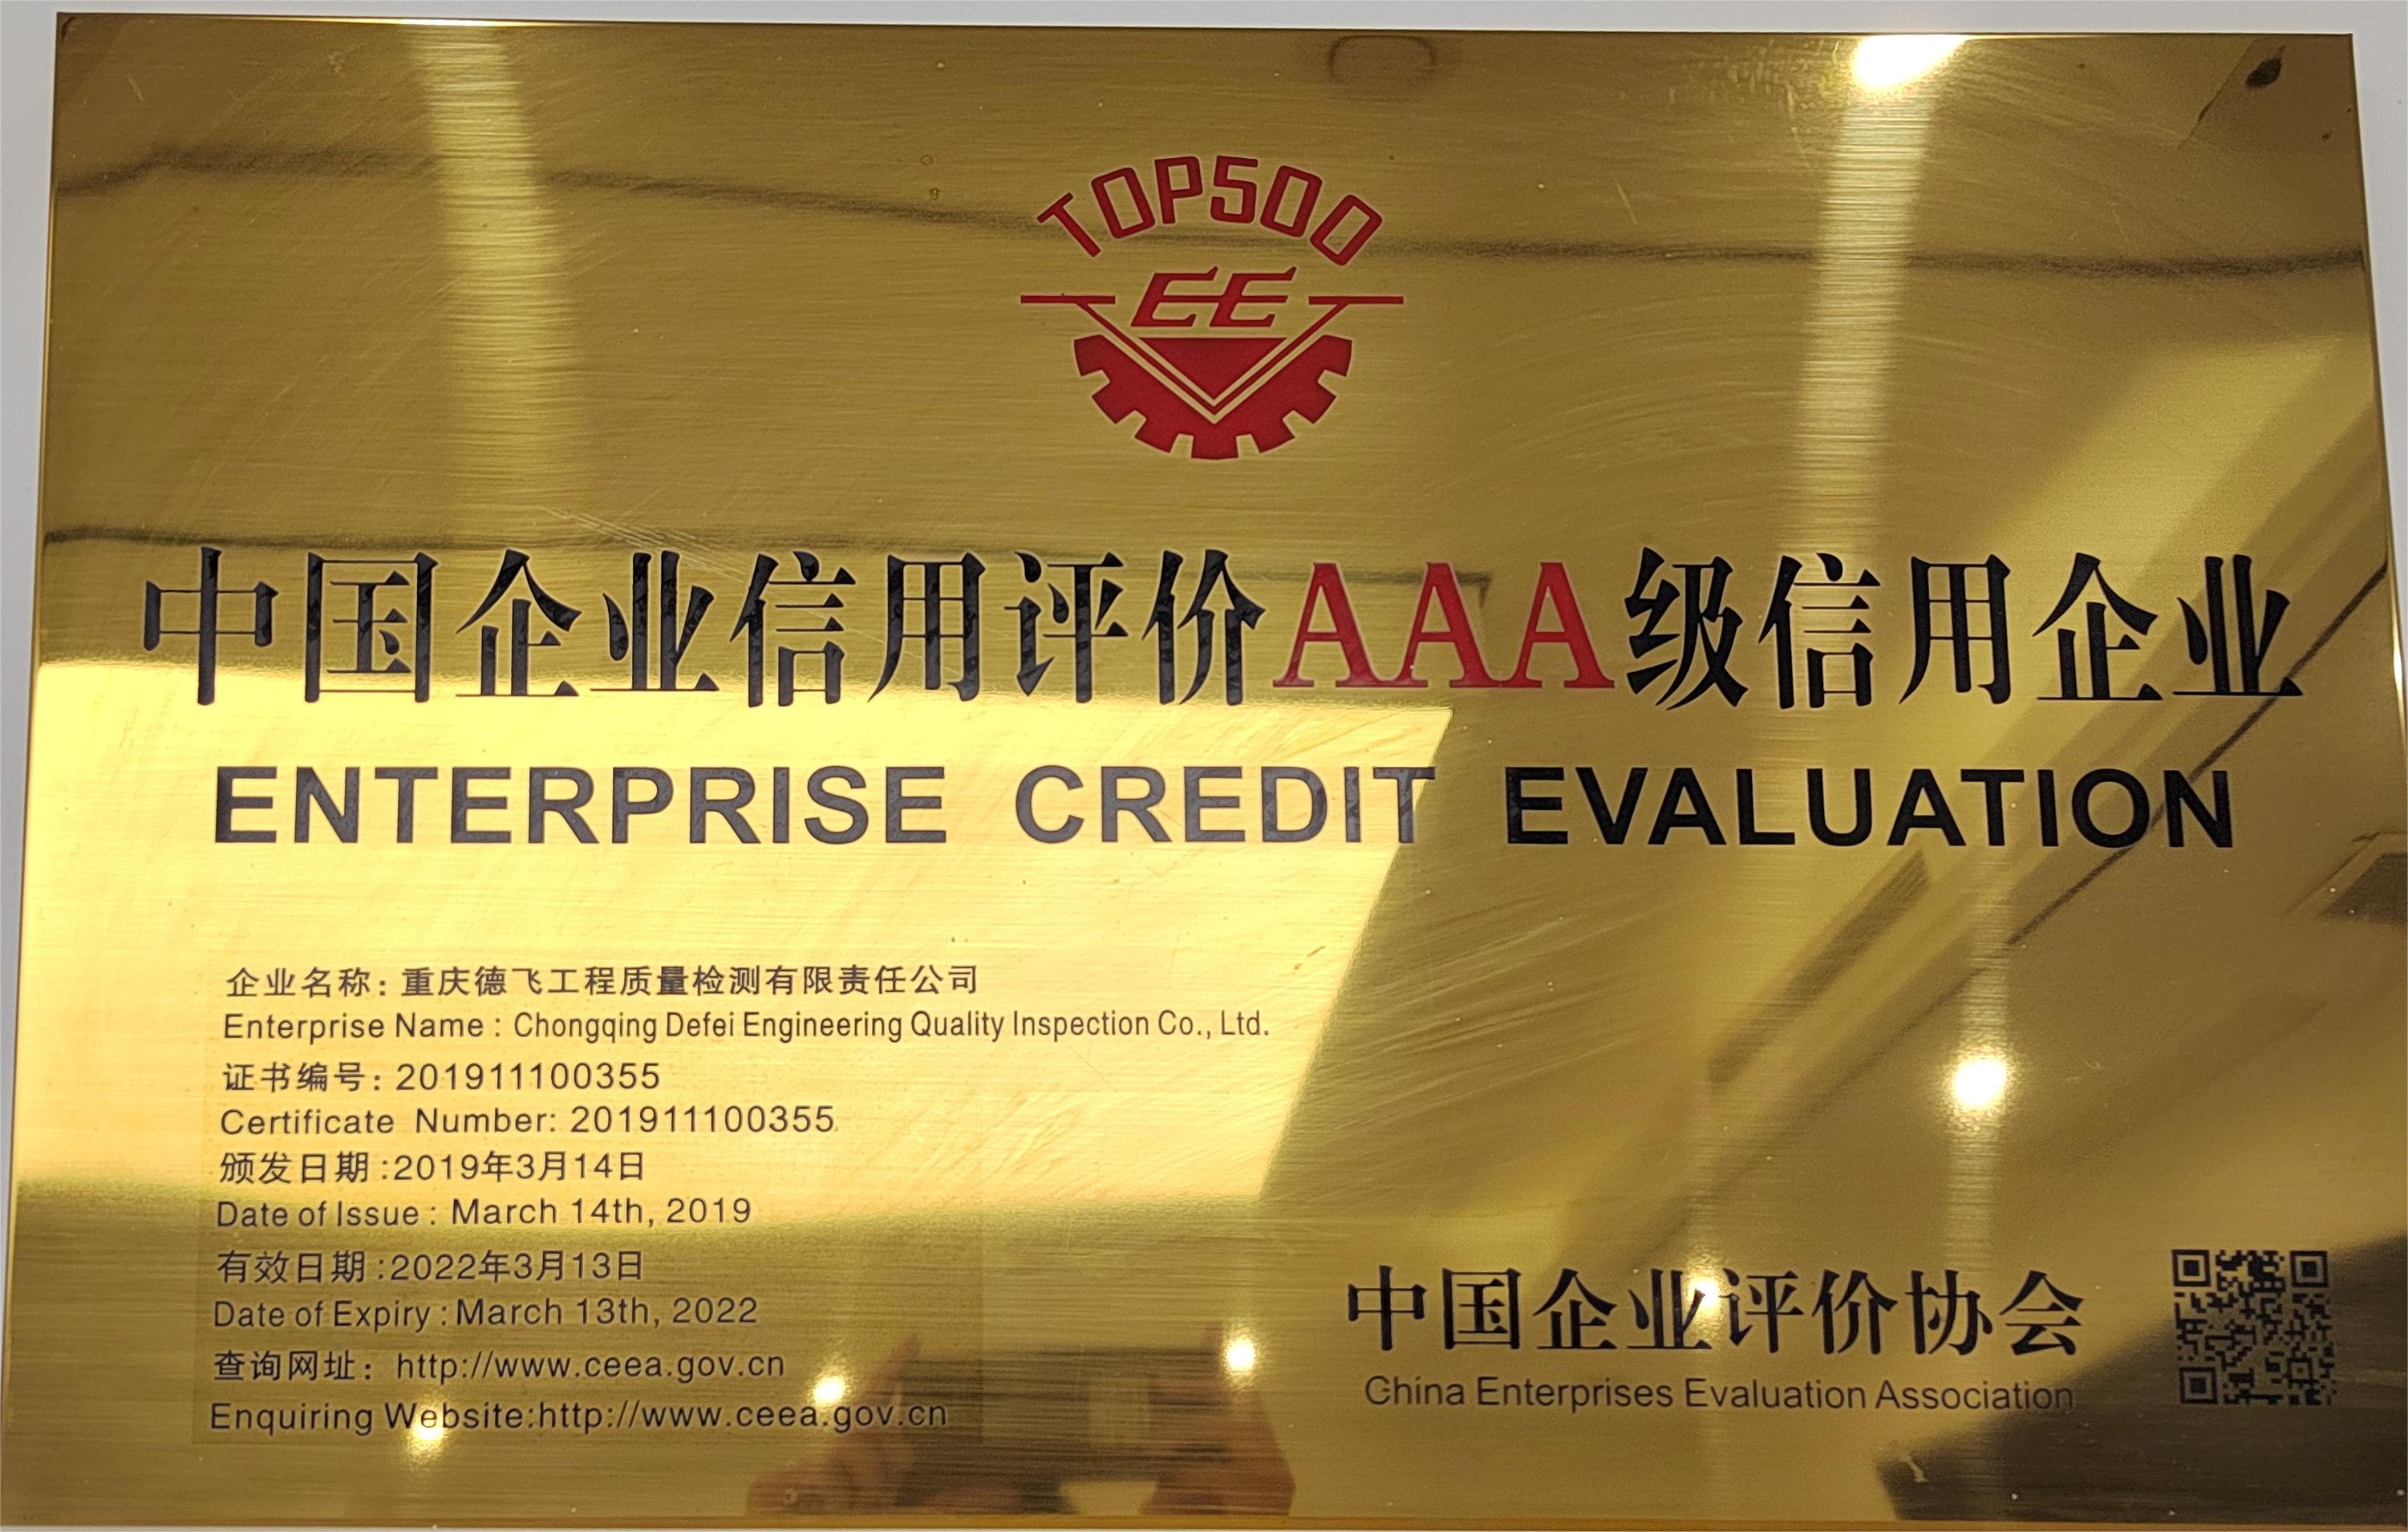 TOP500
EE
中国企业信用评价AAA级信用企业
ENTERPRISE CREDIT EVALUATION
企业名称: 重庆德飞工程质量检测有限责任公司
Enterprise Name : Chongqing Defei Engineering Quality Inspection Co., Ltd.
证书编号: 201911100355
Certificate Number: 201911100355
颁发日期 :2019年3月14日
Date of Issue : March 14th, 2019
有效日期 :2022年3月13日
Date of Expiry : March 13th, 2022
查询网址: http://www.ceea.gov.cn
Enquiring Website:http://www.ceea.gov.cn
中国企业评价协会
China Enterprises Evaluation Association